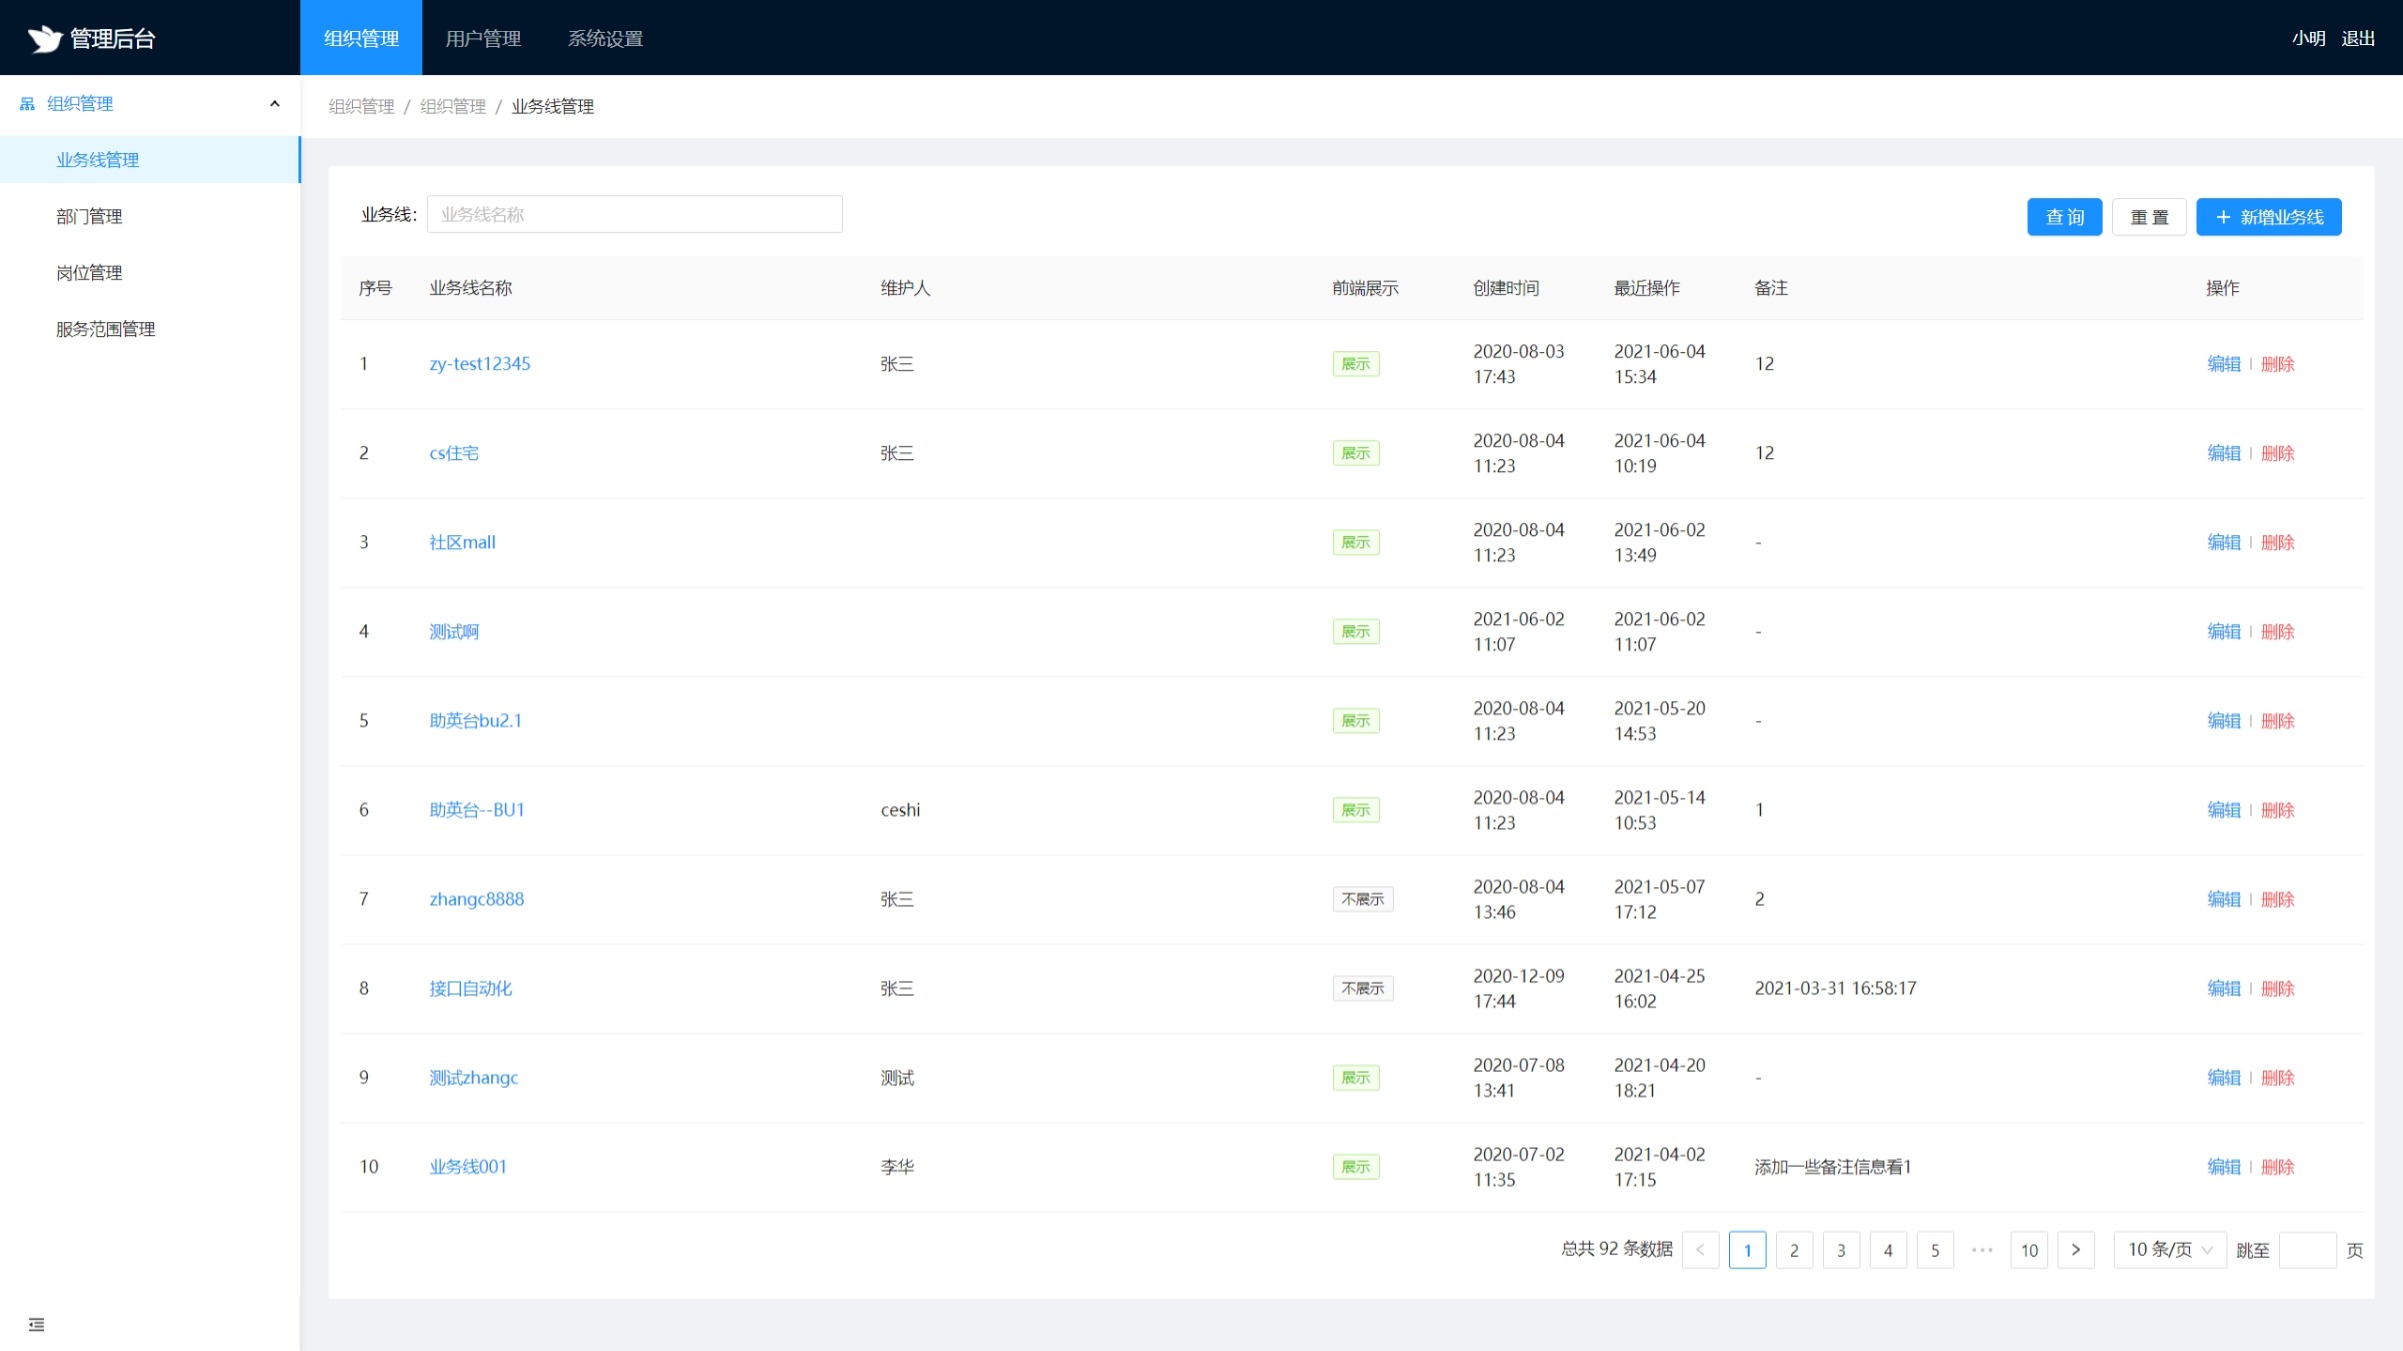 管理后台 组织管理 用户管理 系统设置 小明 退出
组织管理
业务线管理
部门管理
岗位管理
服务范围管理
组织管理 / 组织管理 / 业务线管理
业务线: 业务线名称 查 询 重 置 + 新增业务线
序号 业务线名称 维护人 前端展示 创建时间 最近操作 备注 操作
1 zy-test12345 张三 展示 2020-08-03 17:43 2021-06-04 15:34 12 编辑 | 删除
2 cs住宅 张三 展示 2020-08-04 11:23 2021-06-04 10:19 12 编辑 | 删除
3 社区mall 展示 2020-08-04 11:23 2021-06-02 13:49 - 编辑 | 删除
4 测试啊 展示 2021-06-02 11:07 2021-06-02 11:07 - 编辑 | 删除
5 助英台bu2.1 展示 2020-08-04 11:23 2021-05-20 14:53 - 编辑 | 删除
6 助英台--BU1 ceshi 展示 2020-08-04 11:23 2021-05-14 10:53 1 编辑 | 删除
7 zhangc8888 张三 不展示 2020-08-04 13:46 2021-05-07 17:12 2 编辑 | 删除
8 接口自动化 张三 不展示 2020-12-09 17:44 2021-04-25 16:02 2021-03-31 16:58:17 编辑 | 删除
9 测试zhangc 测试 展示 2020-07-08 13:41 2021-04-20 18:21 - 编辑 | 删除
10 业务线001 李华 展示 2020-07-02 11:35 2021-04-02 17:15 添加一些备注信息看1 编辑 | 删除
总共 92 条数据 < 1 2 3 4 5 ••• 10 > 10 条/页 跳至 页